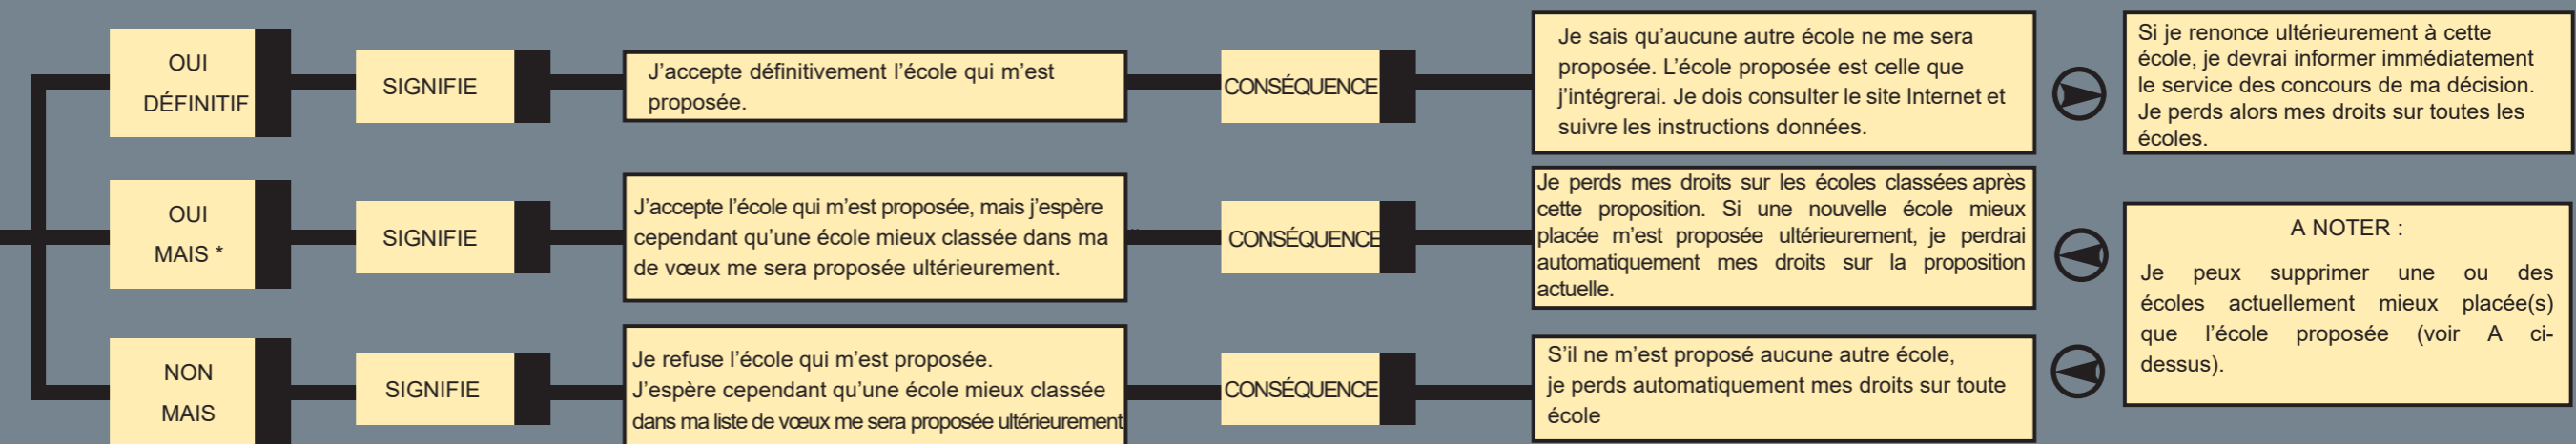 OUI
DÉFINITIF
SIGNIFIE
J'accepte définitivement l'école qui m'est
proposée.
CONSÉQUENCE
Je sais qu'aucune autre école ne me sera
proposée. L'école proposée est celle que
j'intégrerai. Je dois consulter le site Internet et
suivre les instructions données.
Si je renonce ultérieurement à cette
école, je devrai informer immédiatement
le service des concours de ma décision.
Je perds alors mes droits sur toutes les
écoles.
OUI
MAIS *
SIGNIFIE
J'accepte l'école qui m'est proposée, mais j'espère
cependant qu'une école mieux classée dans ma
de vœux me sera proposée ultérieurement.
CONSÉQUENCE
Je perds mes droits sur les écoles classées après
cette proposition. Si une nouvelle école mieux
placée m'est proposée ultérieurement, je perdrai
automatiquement mes droits sur la proposition
actuelle.
A NOTER :
Je peux supprimer une ou des
écoles actuellement mieux placée(s)
que l'école proposée (voir A ci-
dessus).
NON
MAIS
SIGNIFIE
Je refuse l'école qui m'est proposée.
J'espère cependant qu'une école mieux classée
dans ma liste de vœux me sera proposée ultérieurement
CONSÉQUENCE
S'il ne m'est proposé aucune autre école,
je perds automatiquement mes droits sur toute
école